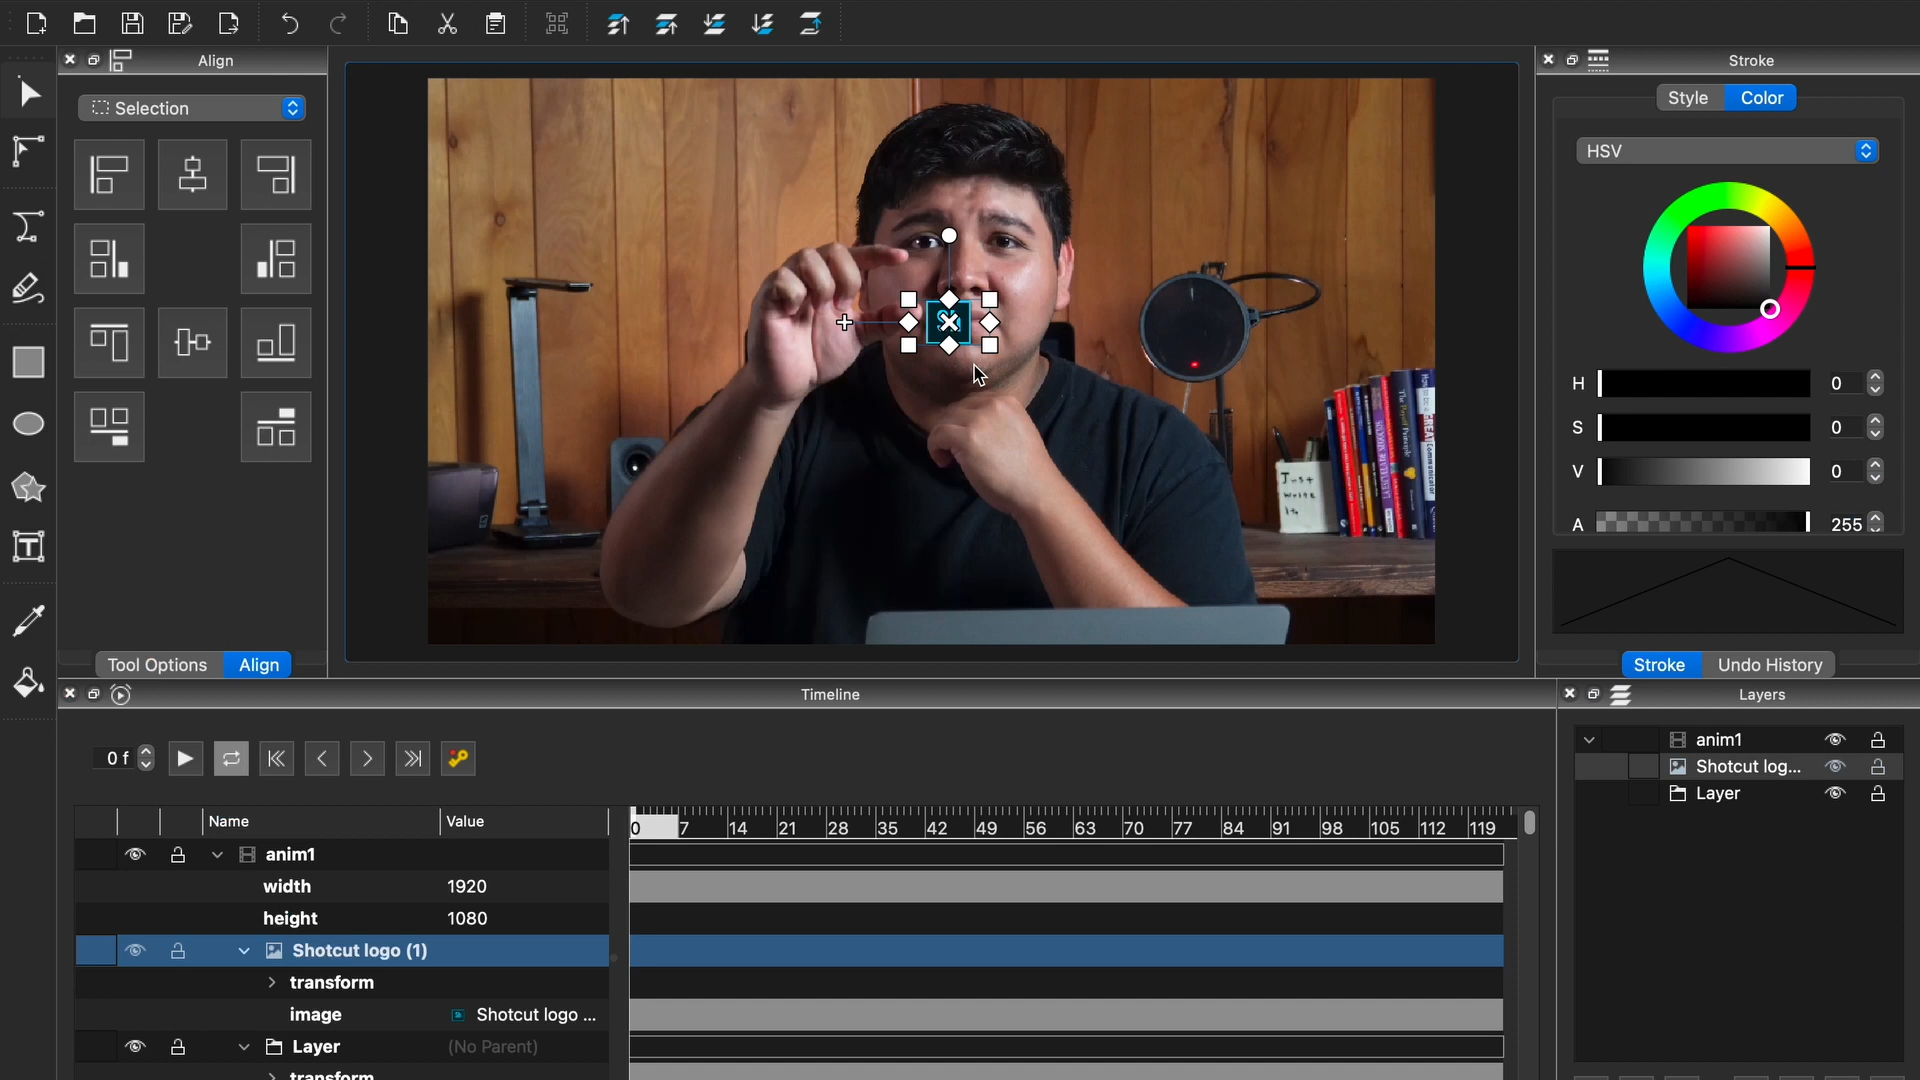 Align
Stroke
Selection
Style
Color
HSV
H
0
S
0
V
0
A
255
Just
write
it
Tool Options
Align
Stroke
Undo History
Timeline
Layers
0 f
anim1
Shotcut log...
Layer
Name
Value
0 7 14 21 28 35 42 49 56 63 70 77 84 91 98 105 112 119
anim1
width 1920
height 1080
Shotcut logo (1)
transform
image Shotcut logo ...
Layer (No Parent)
transform